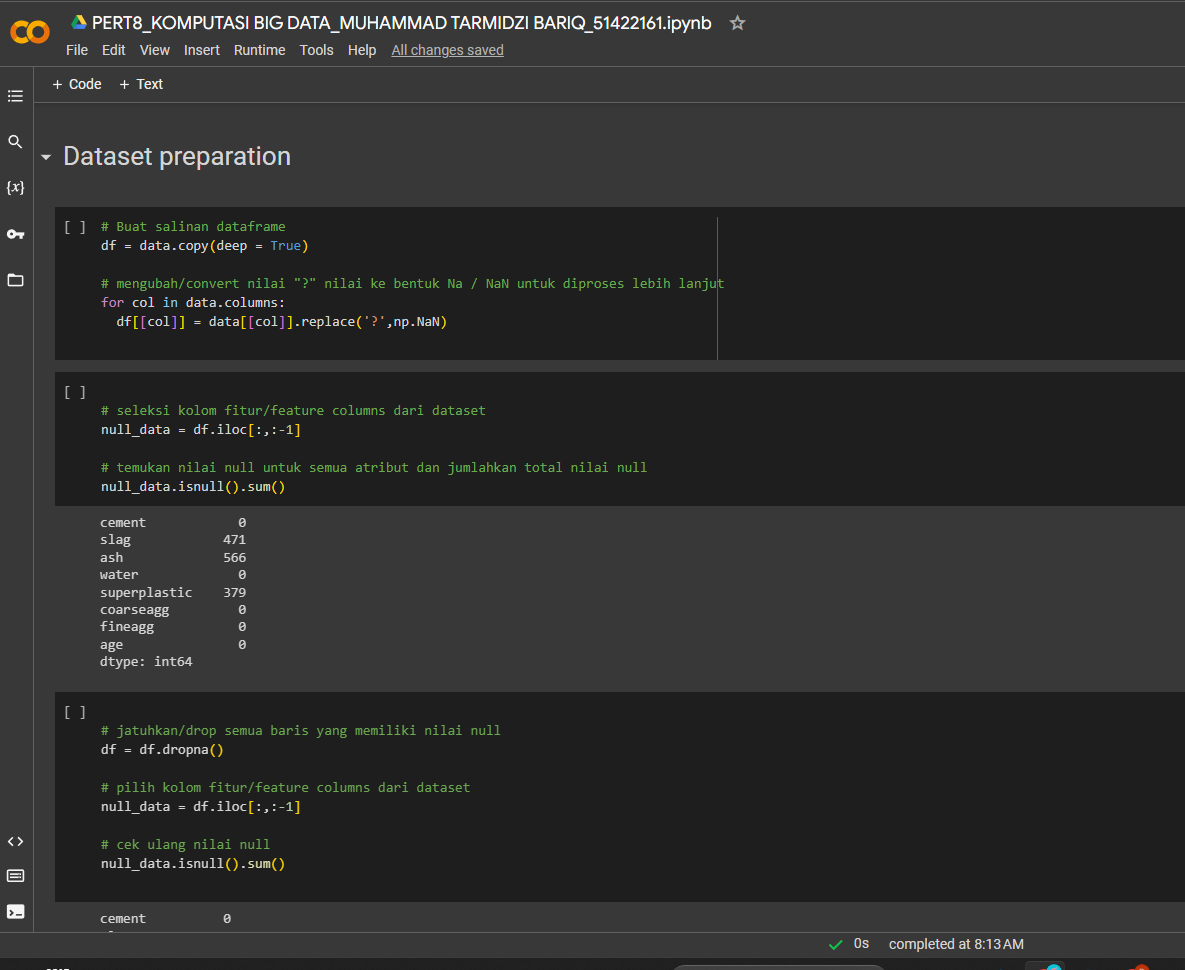 PERT8_KOMPUTASI BIG DATA_MUHAMMAD TARMIDZI BARIQ_51422161.ipynb
File Edit View Insert Runtime Tools Help All changes saved
+ Code + Text
Dataset preparation
[ ] # Buat salinan dataframe
df = data.copy(deep = True)
# mengubah/convert nilai "?" nilai ke bentuk Na / NaN untuk diproses lebih lanjut
for col in data.columns:
  df[[col]] = data[[col]].replace('?',np.NaN)
[ ]
# seleksi kolom fitur/feature columns dari dataset
null_data = df.iloc[:,:-1]
# temukan nilai null untuk semua atribut dan jumlahkan total nilai null
null_data.isnull().sum()
cement 0
slag 471
ash 566
water 0
superplastic 379
coarseagg 0
fineagg 0
age 0
dtype: int64
[ ]
# jatuhkan/drop semua baris yang memiliki nilai null
df = df.dropna()
# pilih kolom fitur/feature columns dari dataset
null_data = df.iloc[:,:-1]
# cek ulang nilai null
null_data.isnull().sum()
cement 0
0s completed at 8:13 AM